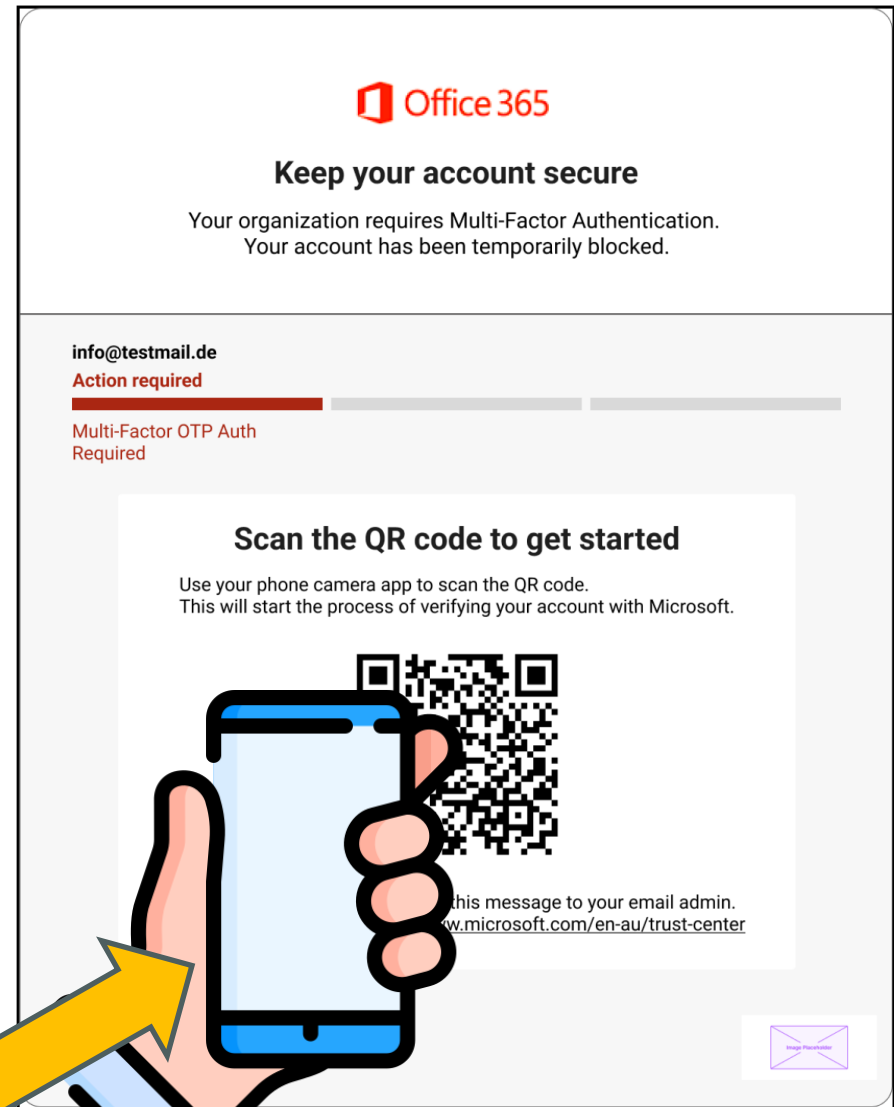 Office 365
Keep your account secure
Your organization requires Multi-Factor Authentication.
Your account has been temporarily blocked.
info@testmail.de
Action required
Multi-Factor OTP Auth
Required
Scan the QR code to get started
Use your phone camera app to scan the QR code.
This will start the process of verifying your account with Microsoft.
this message to your email admin.
w.microsoft.com/en-au/trust-center
Image Placeholder